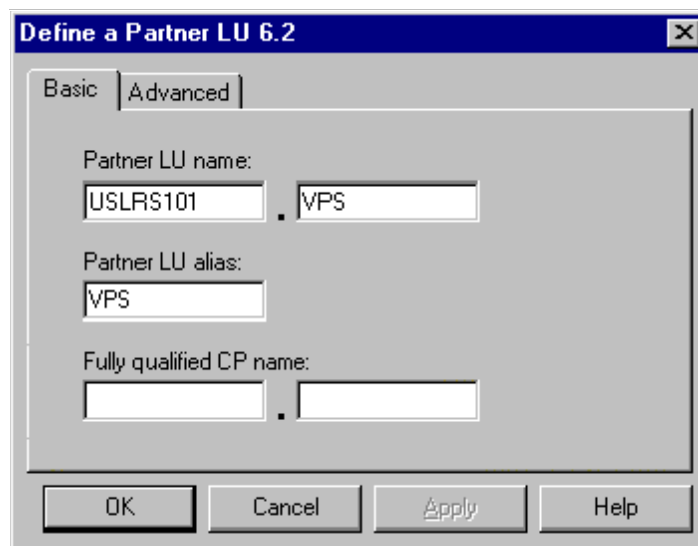 Define a Partner LU 6.2
Basic Advanced
Partner LU name:
USLRS101 . VPS
Partner LU alias:
VPS
Fully qualified CP name:
.
OK Cancel Apply Help